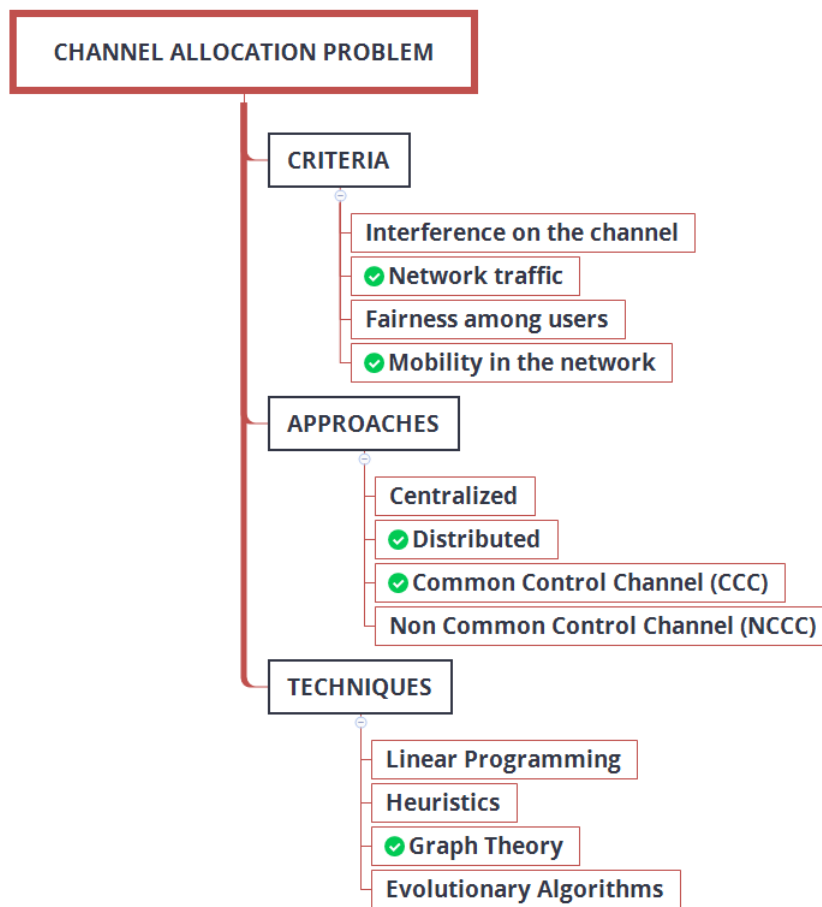 CHANNEL ALLOCATION PROBLEM
CRITERIA
Interference on the channel
Network traffic
Fairness among users
Mobility in the network
APPROACHES
Centralized
Distributed
Common Control Channel (CCC)
Non Common Control Channel (NCCC)
TECHNIQUES
Linear Programming
Heuristics
Graph Theory
Evolutionary Algorithms